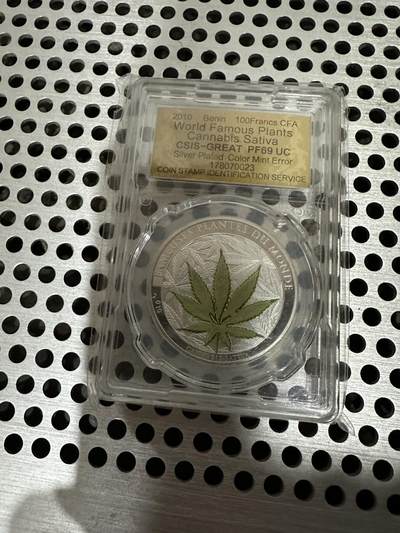 2010 Benin 100Francs CFA
World Famous Plants
Cannabis Sativa
CSIS-GREAT PF69 UC
Silver Plated Color Mint Error
178070023
COIN STAMP IDENTIFICATION SERVICE
PLANTES DU MONDE